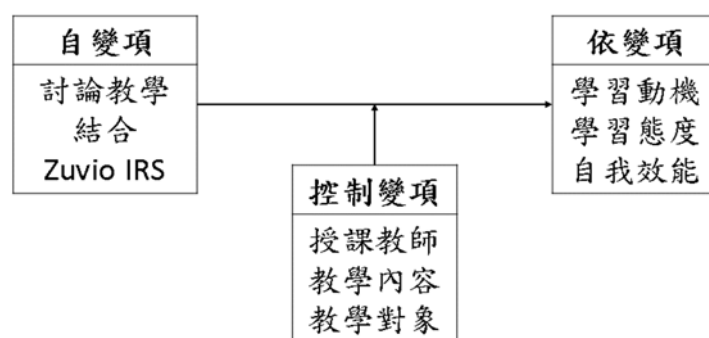 自變項
討論教學
結合
Zuvio IRS
依變項
學習動機
學習態度
自我效能
控制變項
授課教師
教學內容
教學對象